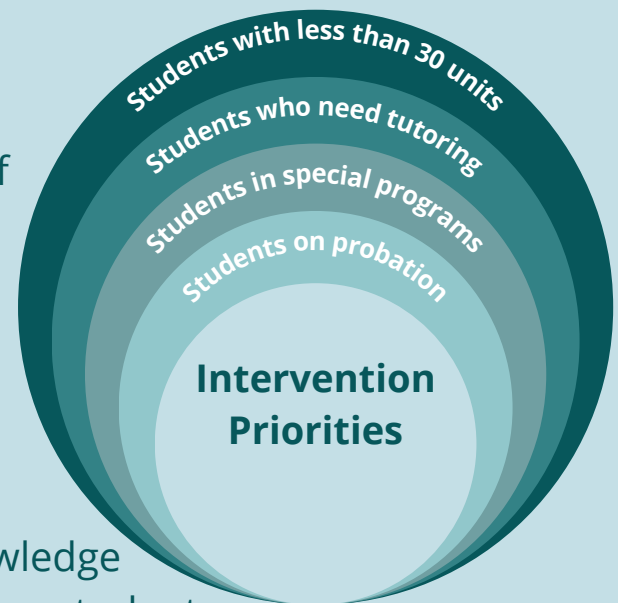 Students with less than 30 units
Students who need tutoring
f
Students in special programs
Students on probation
Intervention
Priorities
wledge